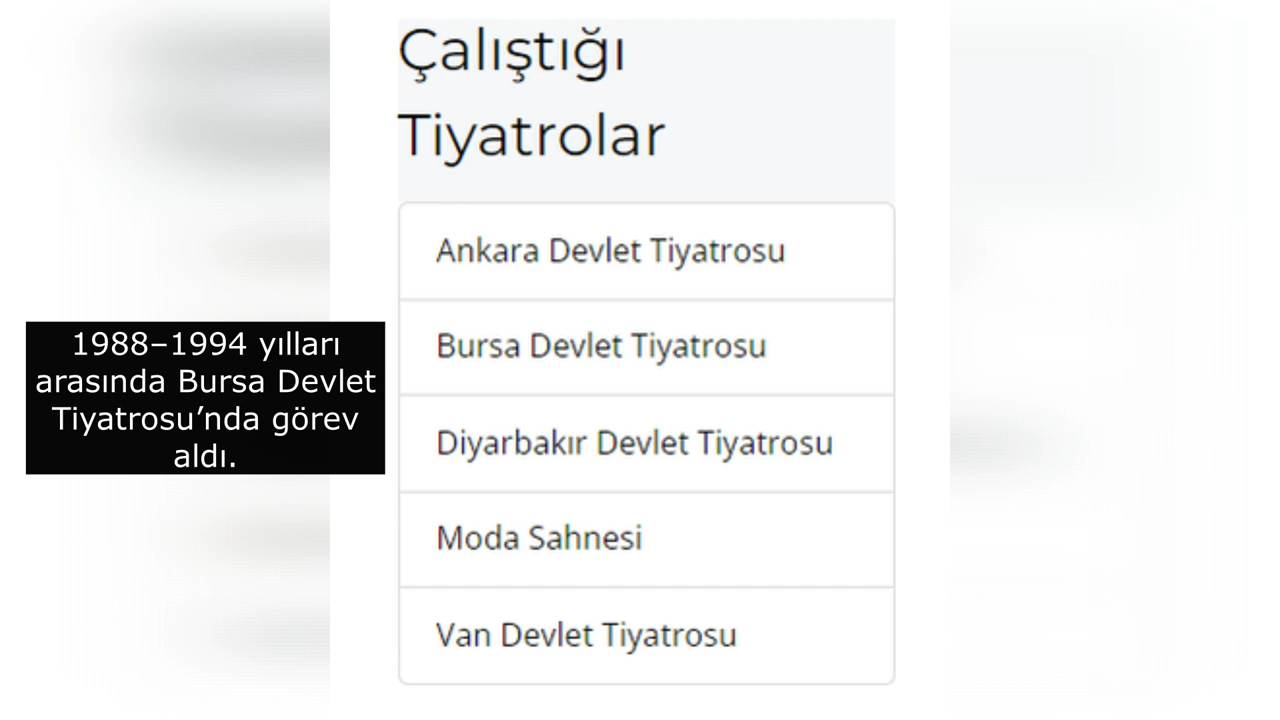 Çalıştığı
Tiyatrolar
Ankara Devlet Tiyatrosu
Bursa Devlet Tiyatrosu
Diyarbakır Devlet Tiyatrosu
Moda Sahnesi
Van Devlet Tiyatrosu
1988–1994 yılları
arasında Bursa Devlet
Tiyatrosu’nda görev
aldı.